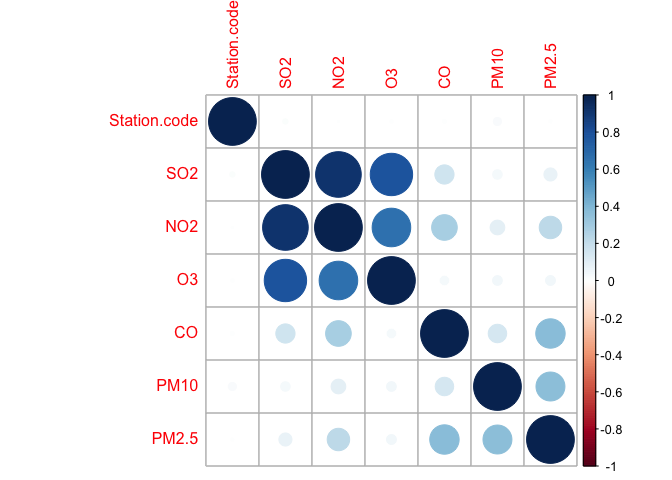 Station.code
SO2
NO2
O3
CO
PM10
PM2.5
Station.code
SO2
NO2
O3
CO
PM10
PM2.5
1
0.8
0.6
0.4
0.2
0
-0.2
-0.4
-0.6
-0.8
-1